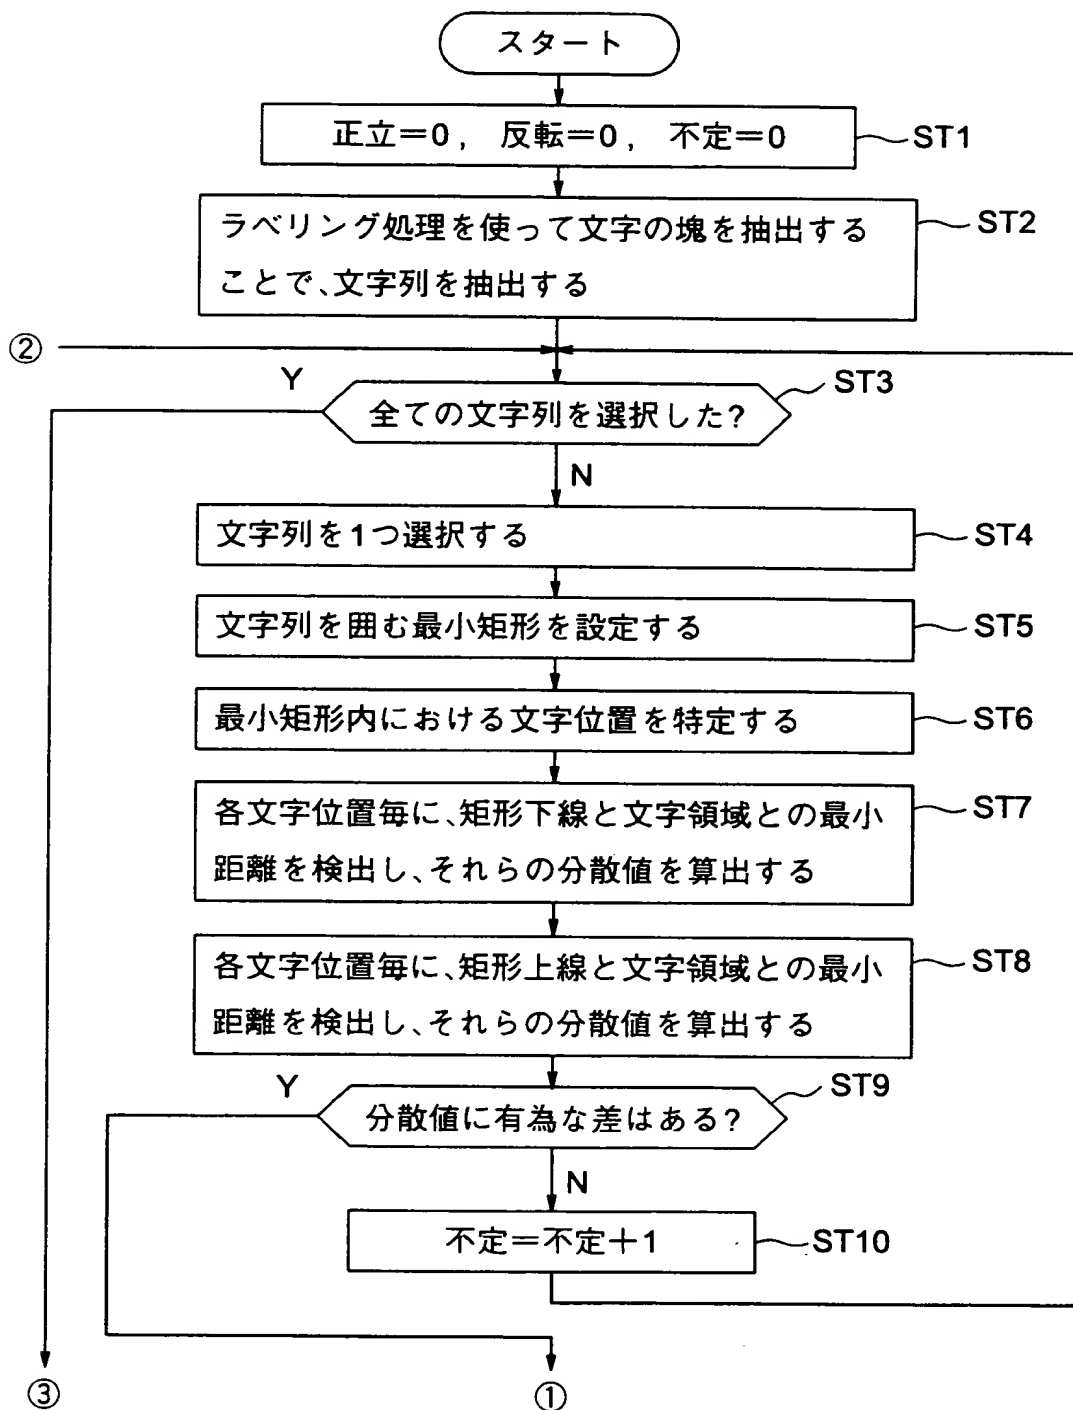 スタート
正立=0, 反転=0, 不定=0
ST1
ラベリング処理を使って文字の塊を抽出する
ことで、文字列を抽出する
ST2
②
Y
全ての文字列を選択した?
ST3
N
文字列を1つ選択する
ST4
文字列を囲む最小矩形を設定する
ST5
最小矩形内における文字位置を特定する
ST6
各文字位置毎に、矩形下線と文字領域との最小
距離を検出し、それらの分散値を算出する
ST7
各文字位置毎に、矩形上線と文字領域との最小
距離を検出し、それらの分散値を算出する
ST8
Y
分散値に有為な差はある?
ST9
N
不定=不定+1
ST10
③
①